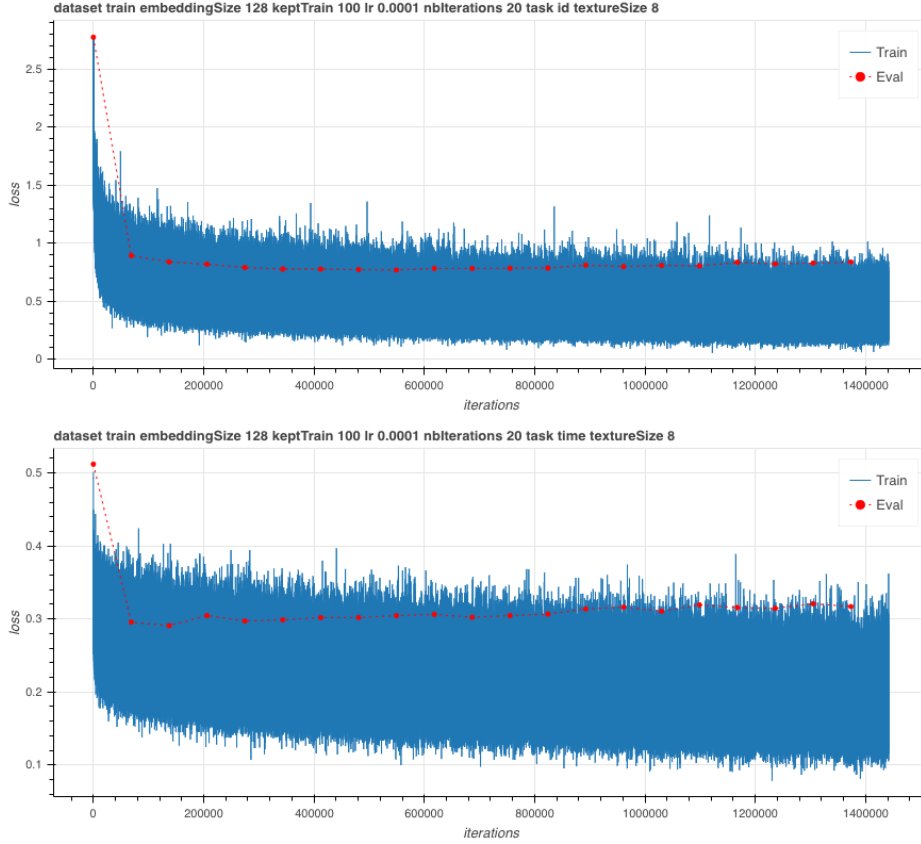 dataset train embeddingSize 128 keptTrain 100 lr 0.0001 nbIterations 20 task id textureSize 8
Train
Eval
2.5
2
1.5
1
0.5
0
loss
0 200000 400000 600000 800000 1000000 1200000 1400000
iterations
dataset train embeddingSize 128 keptTrain 100 lr 0.0001 nbIterations 20 task time textureSize 8
Train
Eval
0.5
0.4
0.3
0.2
0.1
loss
0 200000 400000 600000 800000 1000000 1200000 1400000
iterations